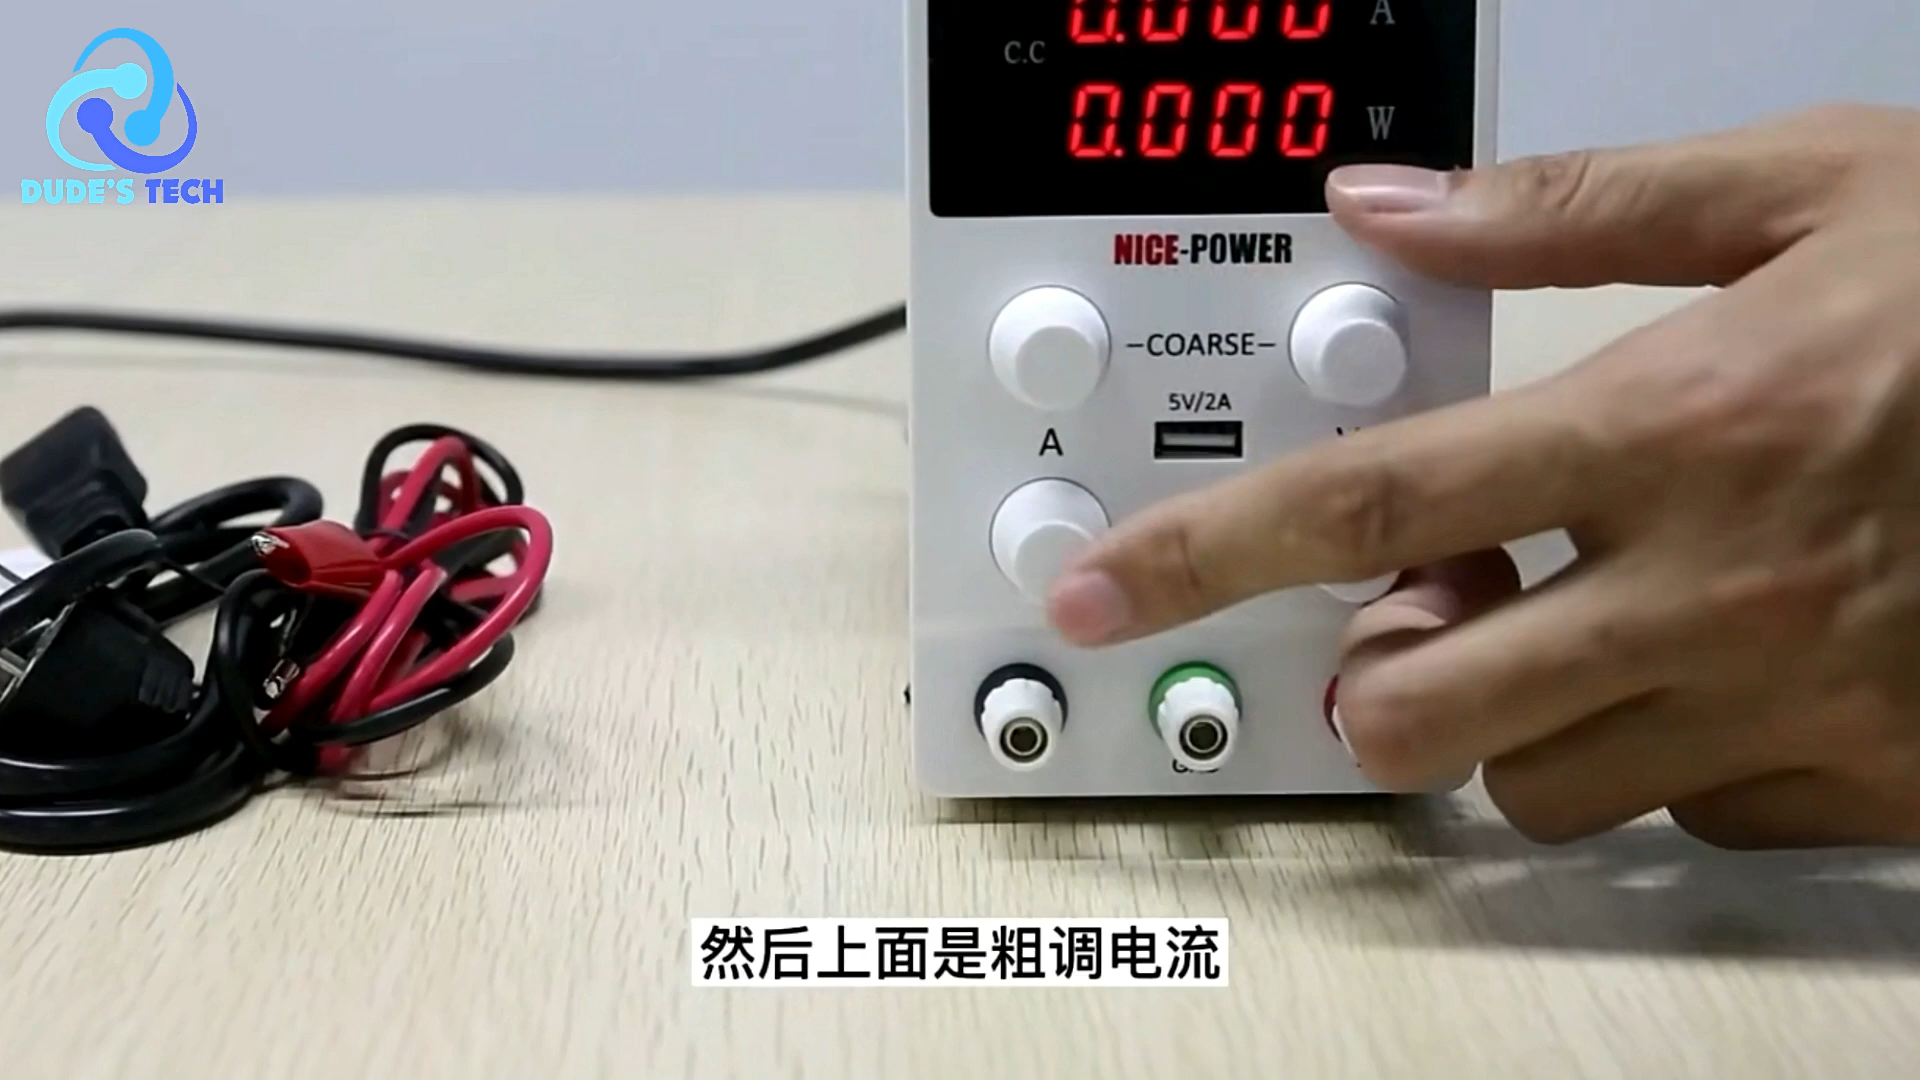 DUDE'S TECH
0.000 A
C.C
0.000 W
NICE-POWER
-COARSE-
5V/2A
A
然后上面是粗调电流